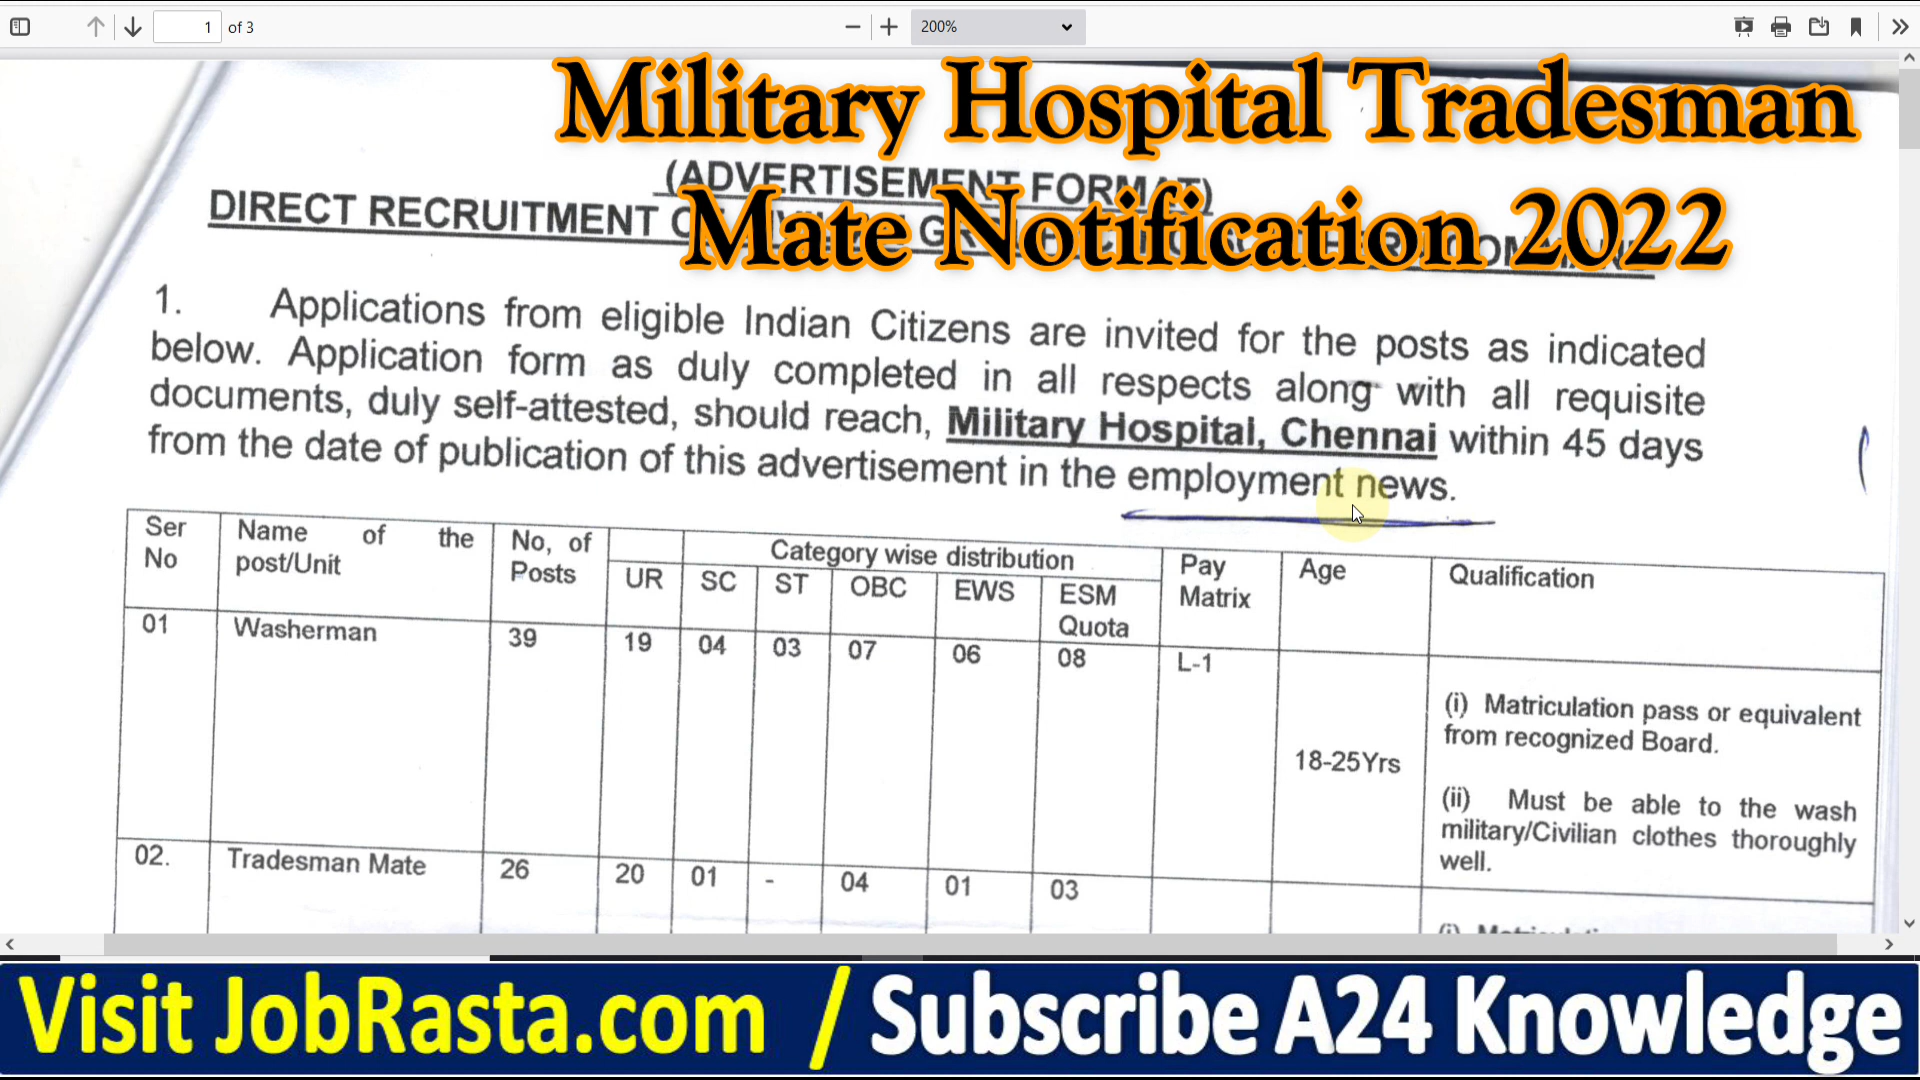 1 of 3
200%
Military Hospital Tradesman
Mate Notification 2022
(ADVERTISEMENT FORMAT)
DIRECT RECRUITMENT
1. Applications from eligible Indian Citizens are invited for the posts as indicated
below. Application form as duly completed in all respects along with all requisite
documents, duly self-attested, should reach, Military Hospital, Chennai within 45 days
from the date of publication of this advertisement in the employment news.
Ser No Name of the post/Unit No, of Posts Category wise distribution Pay Matrix Age Qualification
UR SC ST OBC EWS ESM Quota
01 Washerman 39 19 04 03 07 06 08 L-1
18-25Yrs
(i) Matriculation pass or equivalent
from recognized Board.
(ii) Must be able to the wash
military/Civilian clothes thoroughly
well.
02. Tradesman Mate 26 20 01 - 04 01 03
Visit JobRasta.com / Subscribe A24 Knowledge